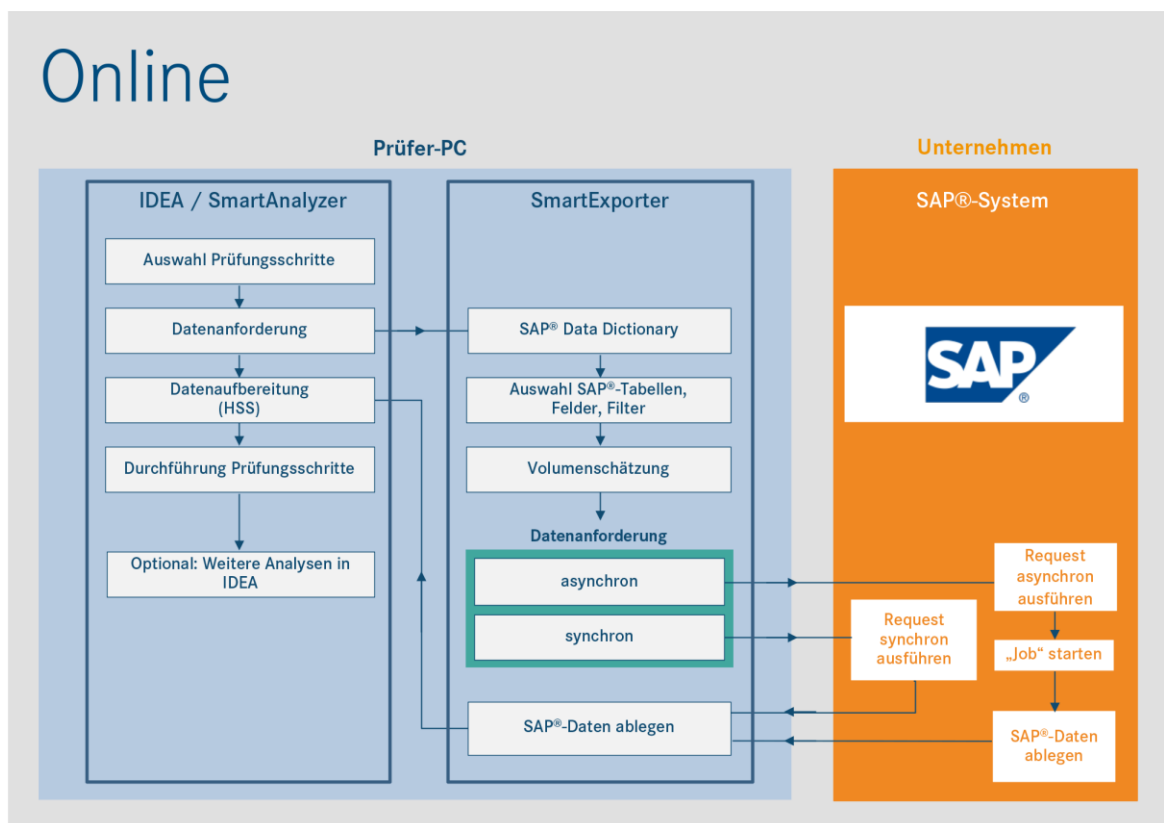 Online
Prüfer-PC
Unternehmen
IDEA / SmartAnalyzer
Auswahl Prüfungsschritte
Datenanforderung
Datenaufbereitung
(HSS)
Durchführung Prüfungsschritte
Optional: Weitere Analysen in
IDEA
SmartExporter
SAP® Data Dictionary
Auswahl SAP®-Tabellen,
Felder, Filter
Volumenschätzung
Datenanforderung
asynchron
synchron
SAP®-Daten ablegen
SAP®-System
SAP
®
Request
asynchron
ausführen
Request
synchron
ausführen
„Job“ starten
SAP®-Daten
ablegen